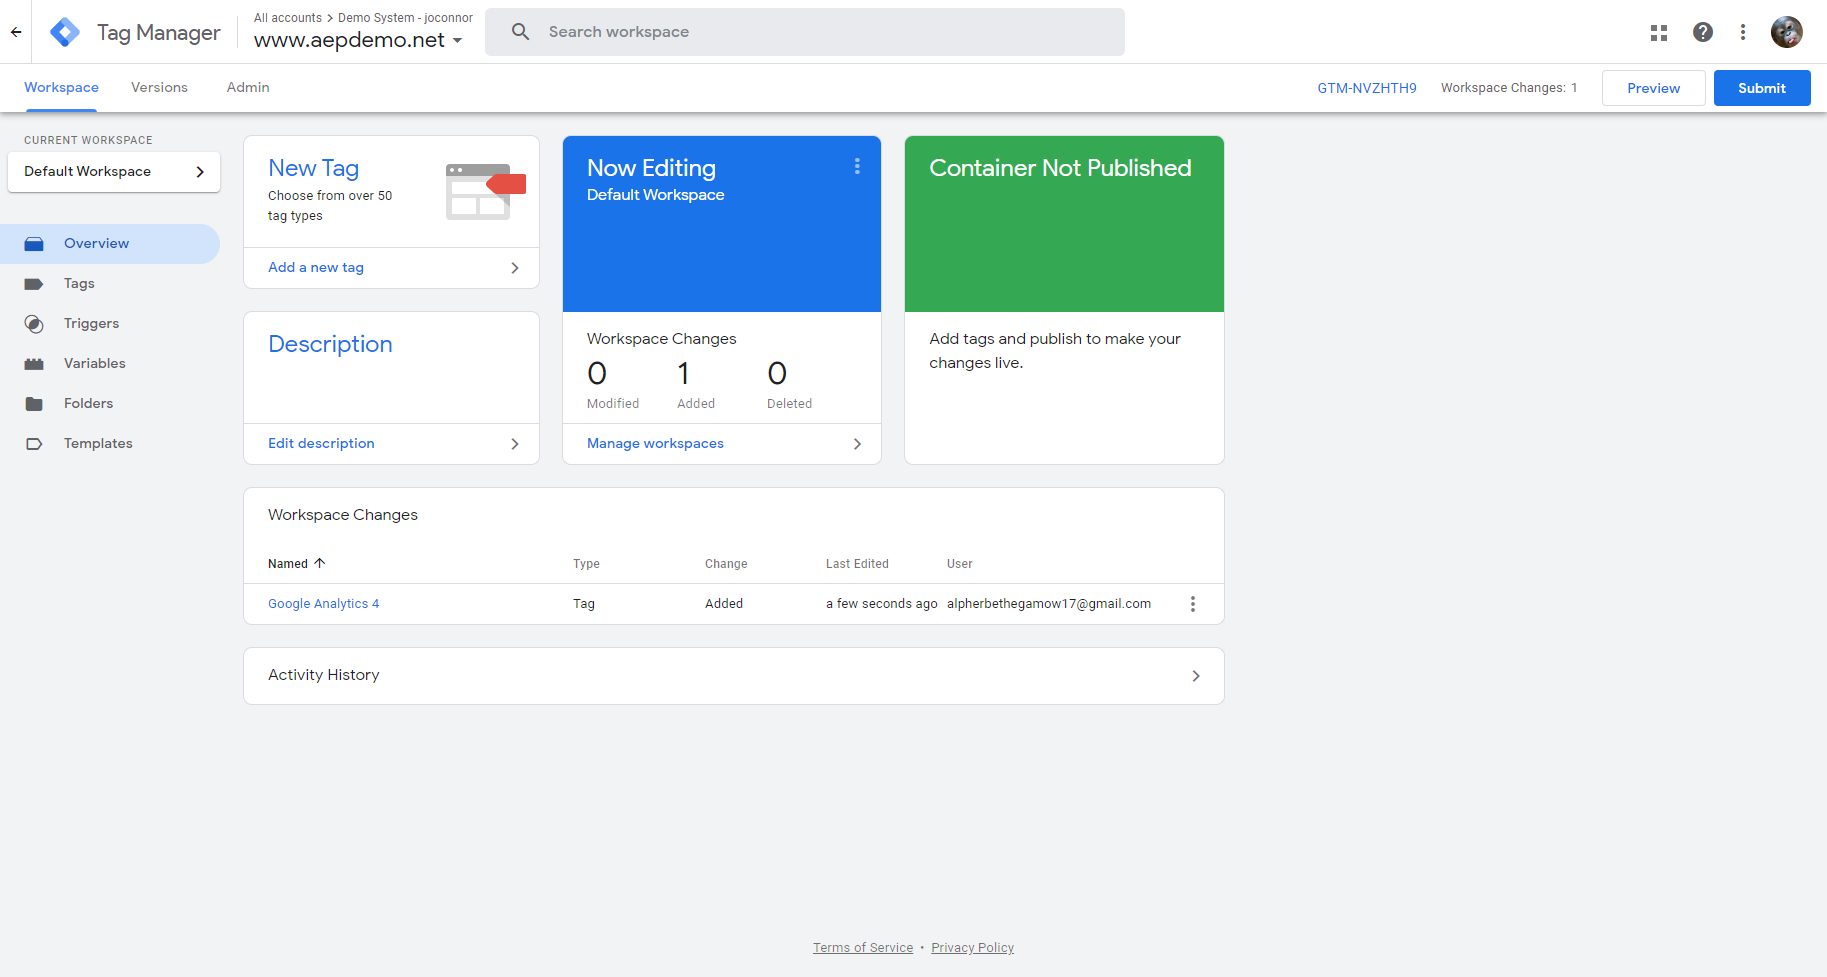 Tag Manager
All accounts > Demo System - joconnor
www.aepdemo.net
Search workspace
Workspace
Versions
Admin
GTM-NVZHTH9
Workspace Changes: 1
Preview
Submit
CURRENT WORKSPACE
Default Workspace
Overview
Tags
Triggers
Variables
Folders
Templates
New Tag
Choose from over 50
tag types
Add a new tag
Description
Edit description
Now Editing
Default Workspace
Workspace Changes
0 1 0
Modified Added Deleted
Manage workspaces
Container Not Published
Add tags and publish to make your
changes live.
Workspace Changes
Named Type Change Last Edited User
Google Analytics 4 Tag Added a few seconds ago alpherbethegamow17@gmail.com
Activity History
Terms of Service • Privacy Policy